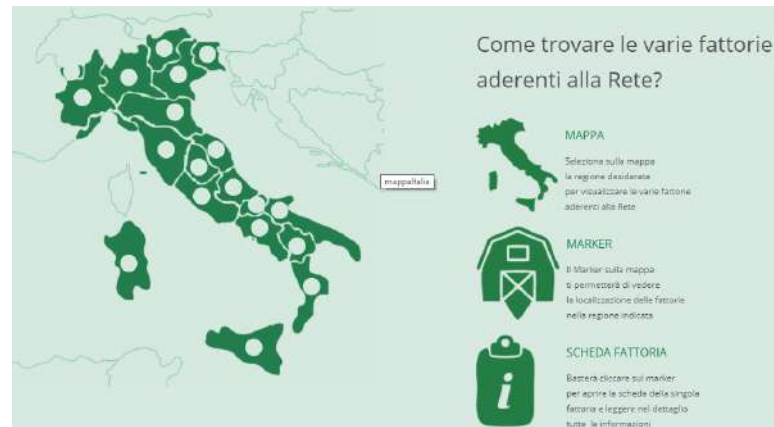 Come trovare le varie fattorie
aderenti alla Rete?
mappaItalia
MAPPA
Seleziona sulla mappa
la regione desiderata
per visualizzare le varie fattorie
aderenti alla Rete
MARKER
Il Marker sulla mappa
ti permetterà di vedere
la localizzazione delle fattorie
nella regione indicata
SCHEDA FATTORIA
Basterà cliccare sul marker
per aprire la scheda della singola
fattoria e leggere nel dettaglio
tutte le informazioni